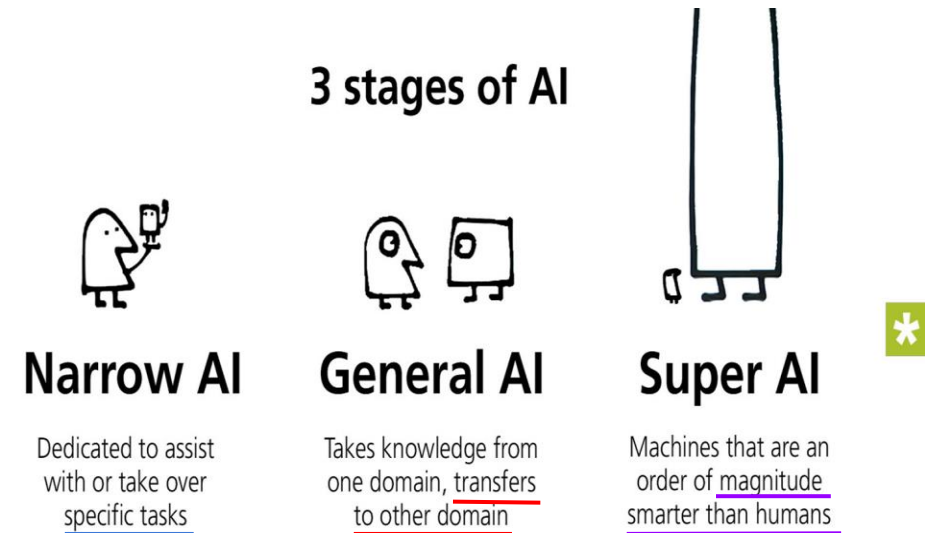 3 stages of AI
Narrow AI
Dedicated to assist
with or take over
specific tasks
General AI
Takes knowledge from
one domain, transfers
to other domain
Super AI
Machines that are an
order of magnitude
smarter than humans
*